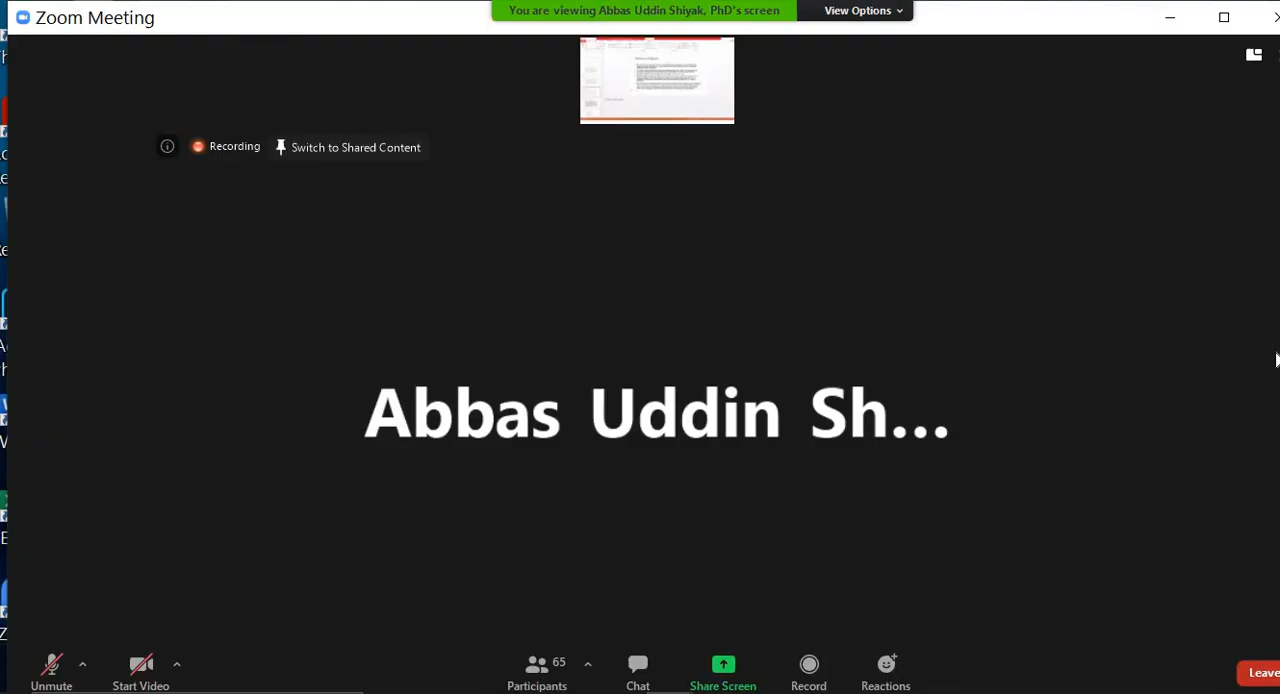 Zoom Meeting
You are viewing Abbas Uddin Shiyak, PhD's screen
View Options
Recording
Switch to Shared Content
Abbas Uddin Sh...
65
Unmute
Start Video
Participants
Chat
Share Screen
Record
Reactions
Leave